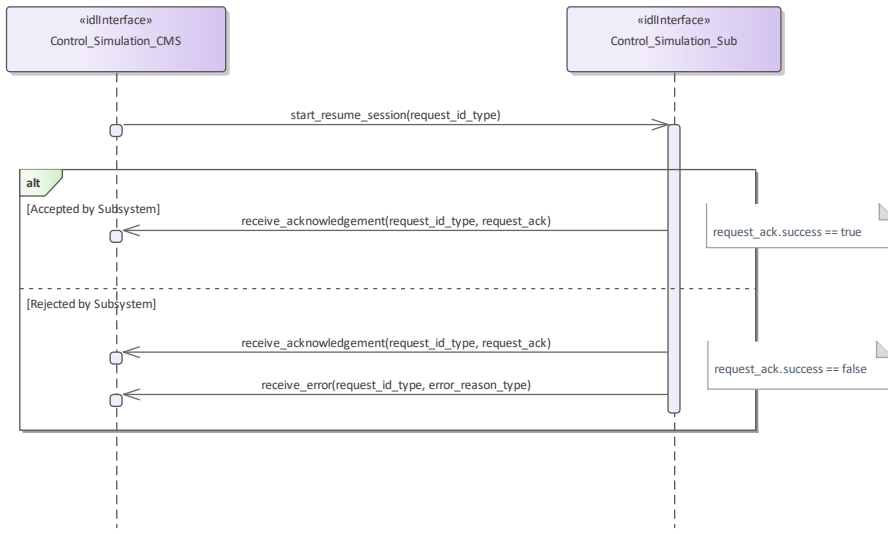 «idlInterface»
Control_Simulation_CMS
«idlInterface»
Control_Simulation_Sub
start_resume_session(request_id_type)
alt
[Accepted by Subsystem]
receive_acknowledgement(request_id_type, request_ack)
request_ack.success == true
[Rejected by Subsystem]
receive_acknowledgement(request_id_type, request_ack)
request_ack.success == false
receive_error(request_id_type, error_reason_type)